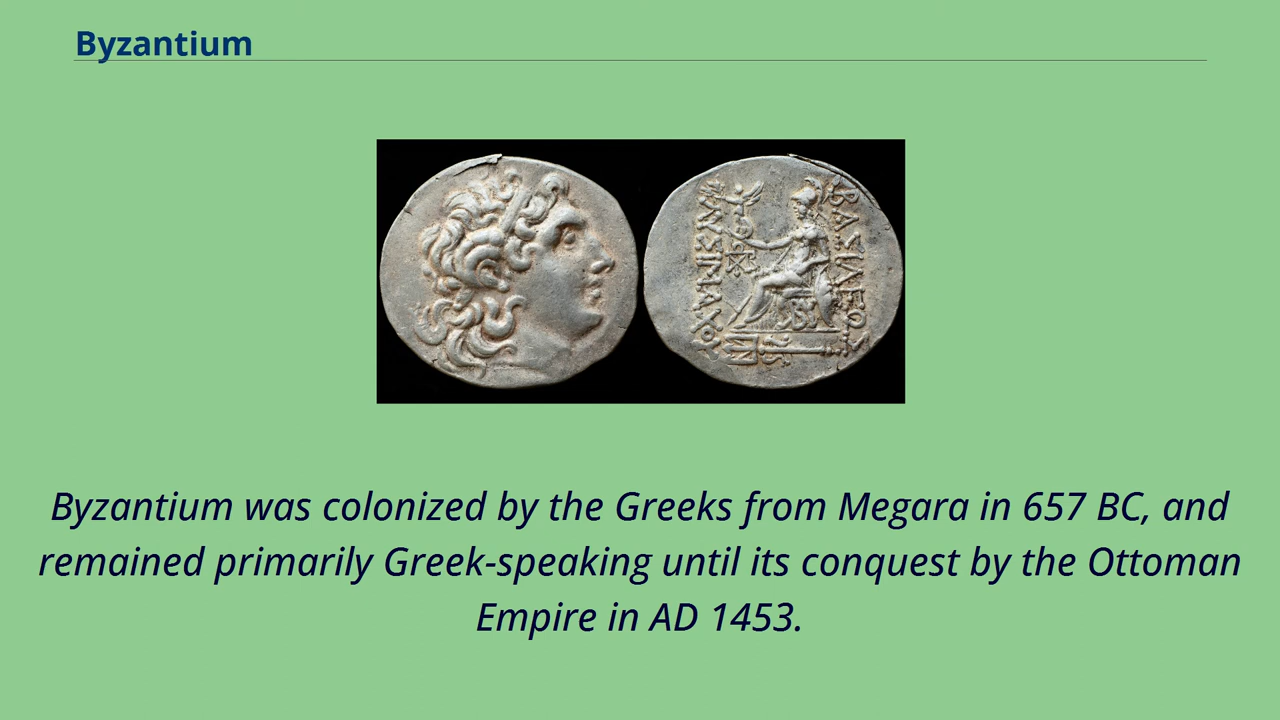 Byzantium
ΒΑΣΙΛΕΩΣ
ΛΥΣΙΜΑΧΟΥ
Byzantium was colonized by the Greeks from Megara in 657 BC, and
remained primarily Greek-speaking until its conquest by the Ottoman
Empire in AD 1453.